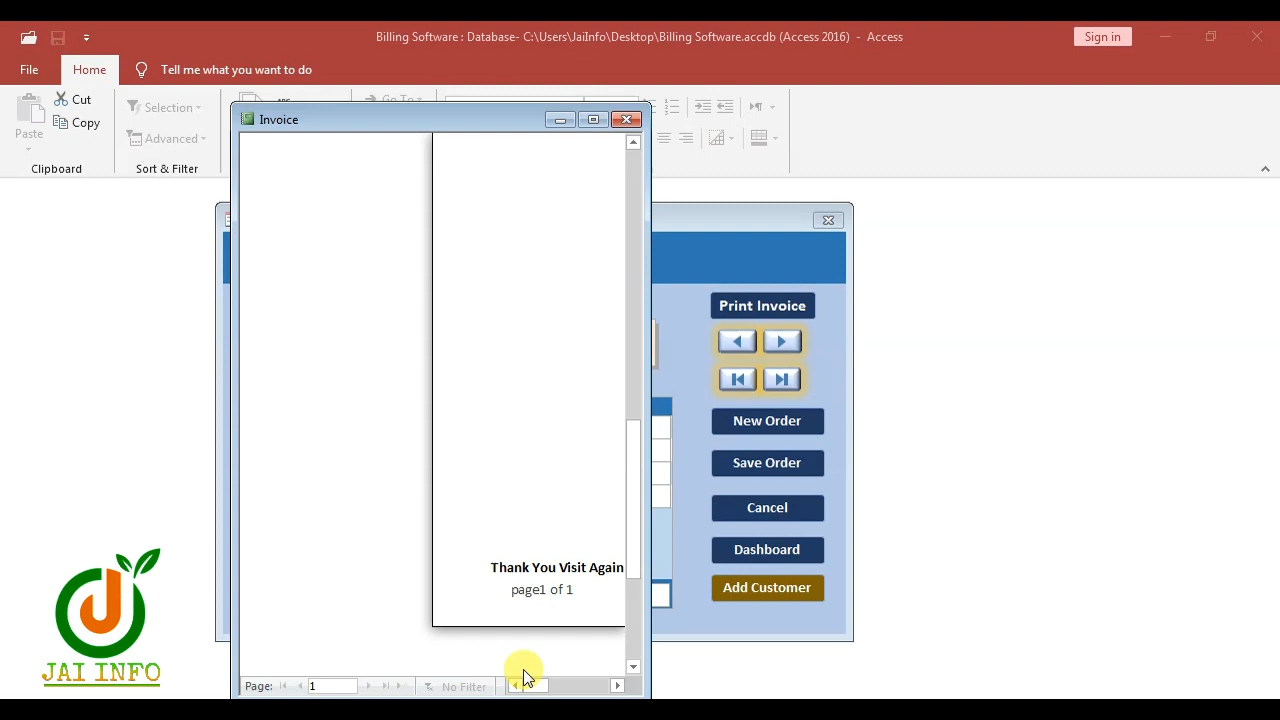 Billing Software : Database- C:\Users\JaiInfo\Desktop\Billing Software.accdb (Access 2016) - Access
Sign in
File
Home
Tell me what you want to do
Paste
Cut
Copy
Clipboard
Selection
Advanced
Sort & Filter
Go To
Invoice
Print Invoice
New Order
Save Order
Cancel
Dashboard
Add Customer
Thank You Visit Again
page1 of 1
Page:
1
No Filter
JAI INFO